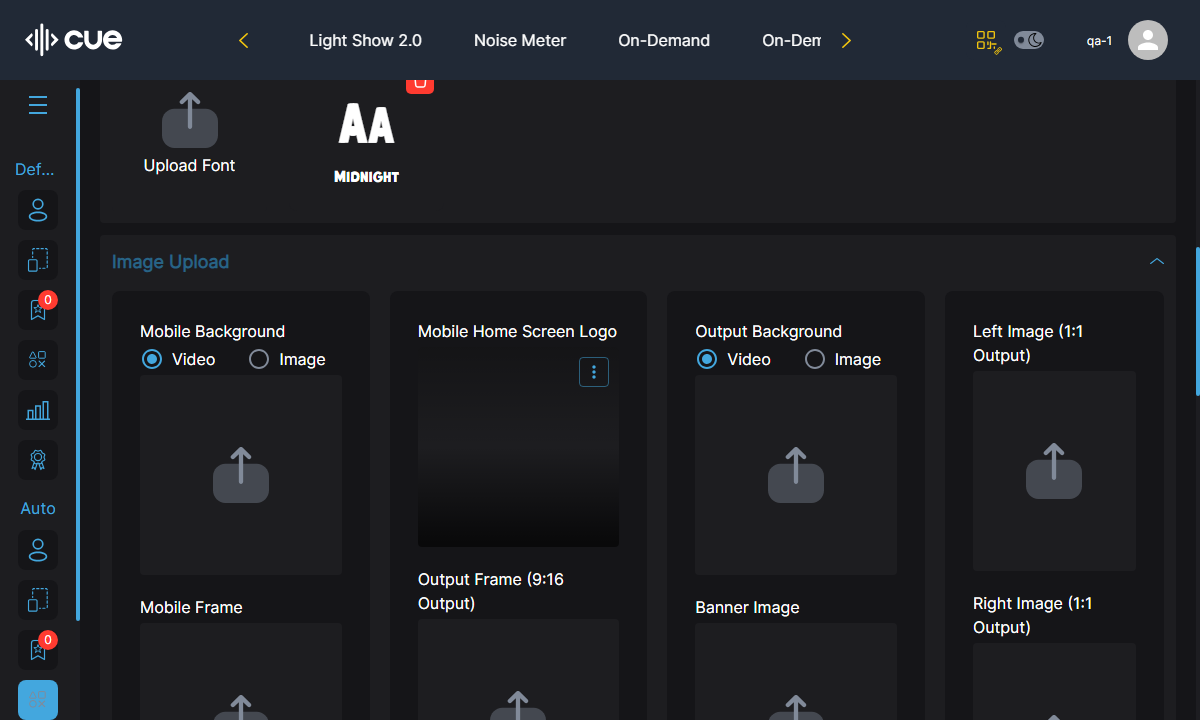 cue
Light Show 2.0
Noise Meter
On-Demand
On-Dem
qa-1
Def...
0
Auto
0
Upload Font
AA
MIDNIGHT
Image Upload
Mobile Background
Video
Image
Mobile Home Screen Logo
Output Background
Video
Image
Left Image (1:1
Output)
Mobile Frame
Output Frame (9:16
Output)
Banner Image
Right Image (1:1
Output)